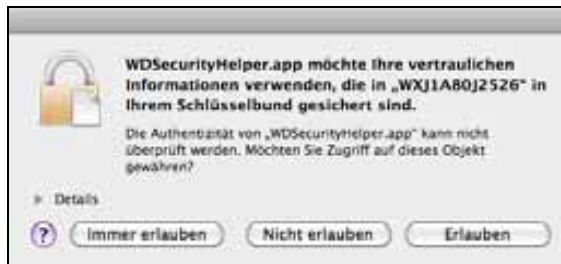 WDSecurityHelper.app möchte Ihre vertraulichen
Informationen verwenden, die in „WXJ1A80J2526“ in
Ihrem Schlüsselbund gesichert sind.
Die Authentizität von „WDSecurityHelper.app“ kann nicht
überprüft werden. Möchten Sie Zugriff auf dieses Objekt
gewähren?
Details
? Immer erlauben Nicht erlauben Erlauben